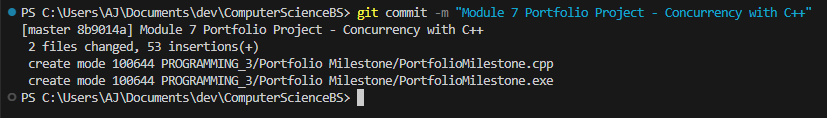 PS C:\Users\AJ\Documents\dev\ComputerScienceBS> git commit -m "Module 7 Portfolio Project - Concurrency with C++"
[master 8b9014a] Module 7 Portfolio Project - Concurrency with C++
 2 files changed, 53 insertions(+)
 create mode 100644 PROGRAMMING_3/Portfolio Milestone/PortfolioMilestone.cpp
 create mode 100644 PROGRAMMING_3/Portfolio Milestone/PortfolioMilestone.exe
PS C:\Users\AJ\Documents\dev\ComputerScienceBS>